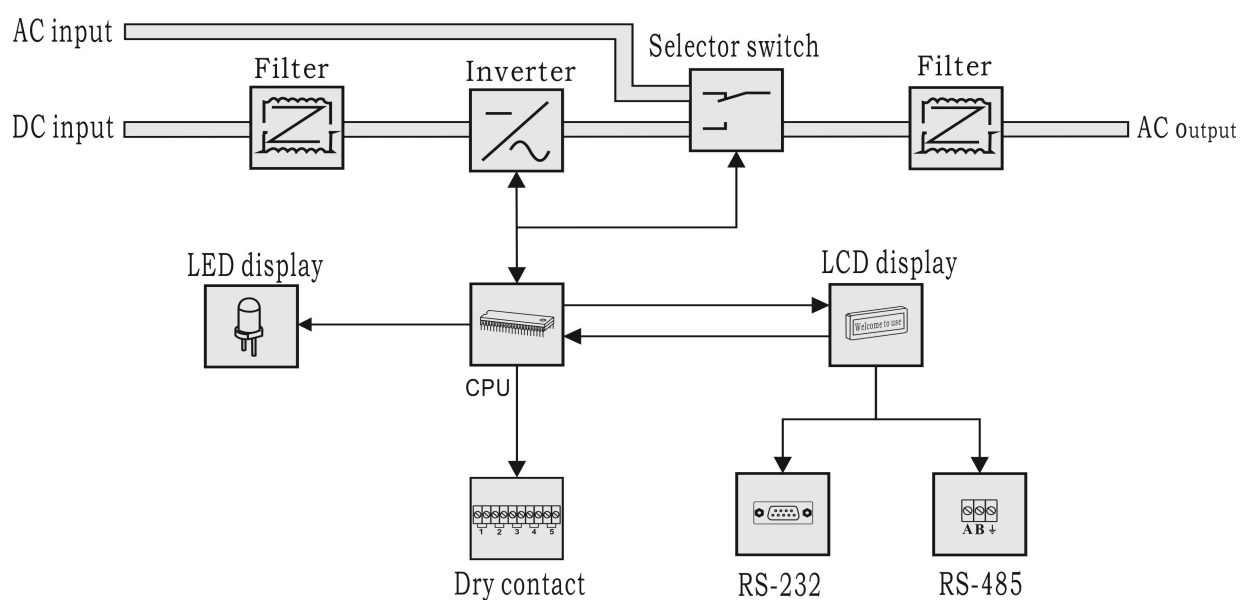 AC input
Selector switch
Filter
Inverter
Filter
DC input
AC Output
LED display
LCD display
Welcome to use
CPU
1 2 3 4 5
A B
Dry contact
RS-232
RS-485